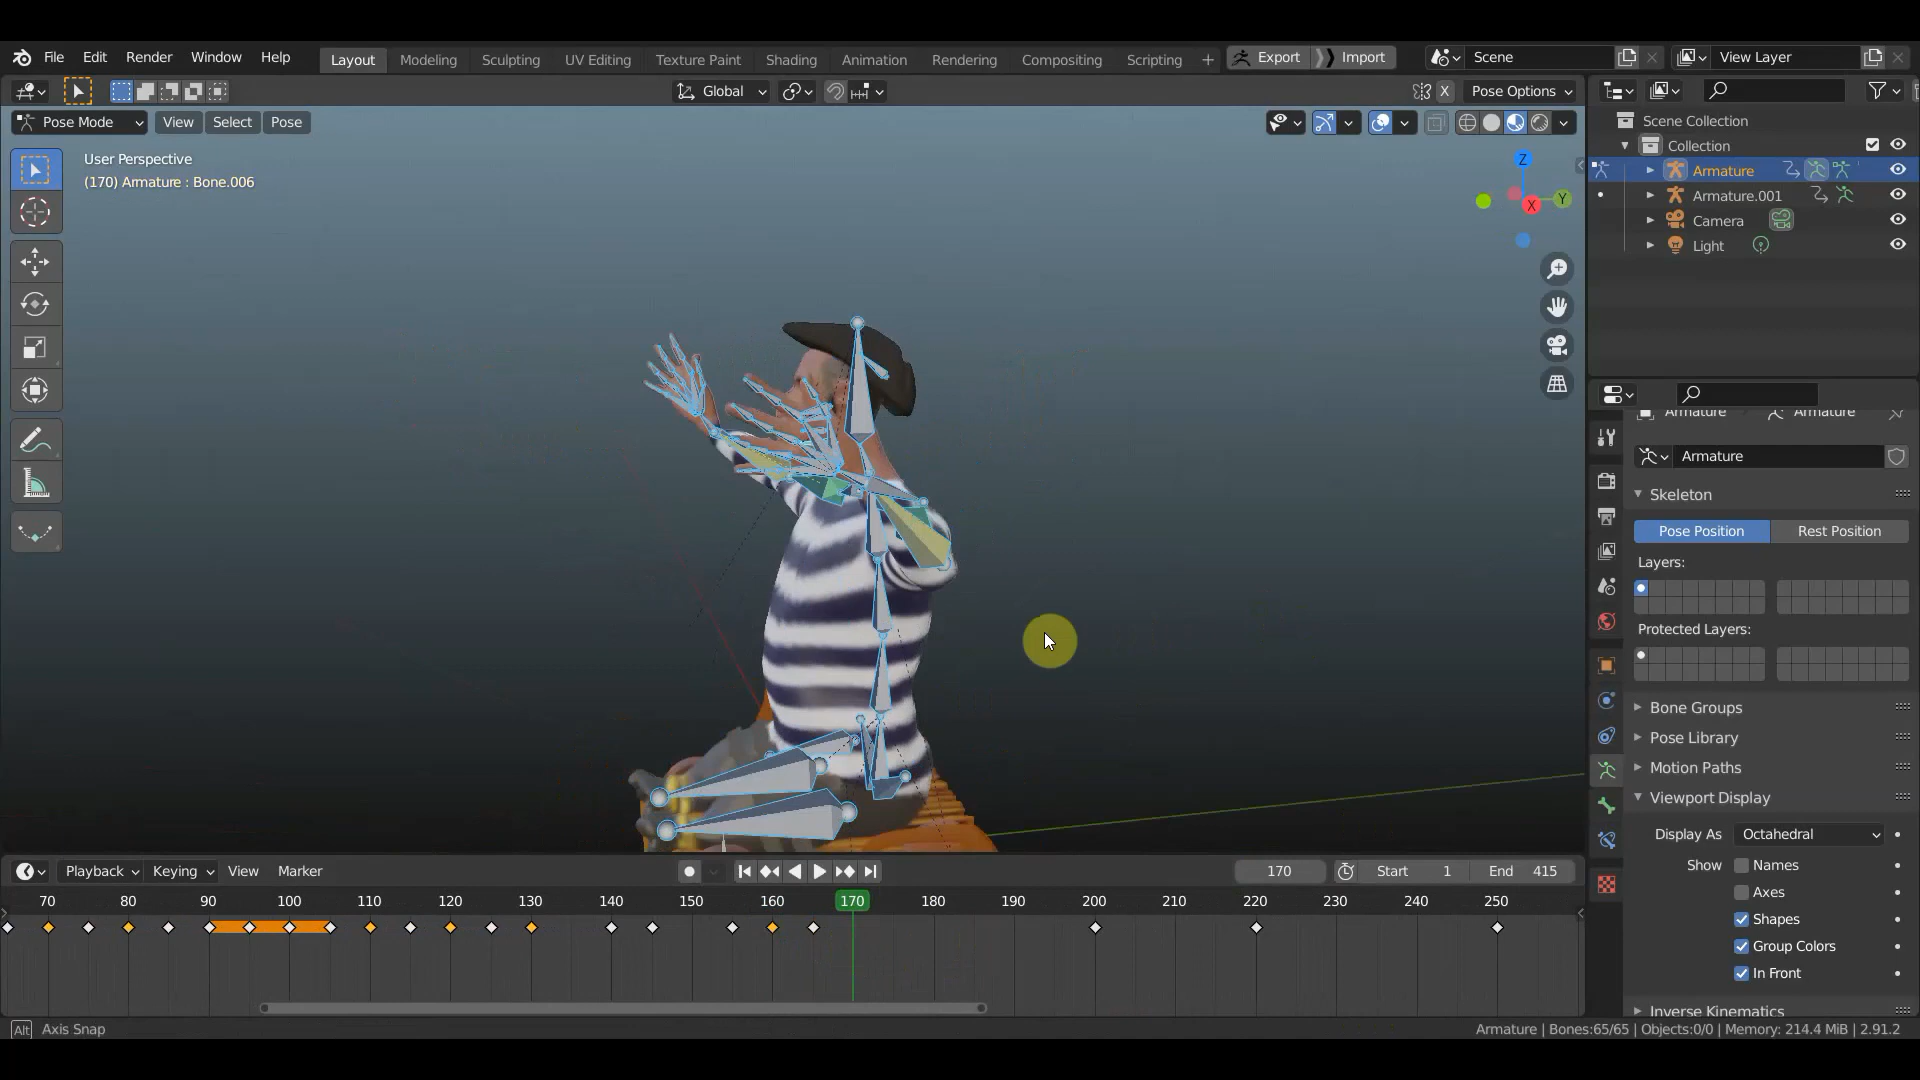 File Edit Render Window Help Layout Modeling Sculpting UV Editing Texture Paint Shading Animation Rendering Compositing Scripting + Export Import Scene View Layer
Global X Pose Options
Pose Mode View Select Pose
User Perspective
(170) Armature : Bone.006
Z
Y
X
Scene Collection
Collection
Armature
Armature.001
Camera
Light
Armature Armature
Armature
Skeleton
Pose Position Rest Position
Layers:
Protected Layers:
Bone Groups
Pose Library
Motion Paths
Viewport Display
Display As Octahedral
Show Names
Axes
Shapes
Group Colors
In Front
Inverse Kinematics
Playback Keying View Marker 170 Start 1 End 415
70 80 90 100 110 120 130 140 150 160 170 180 190 200 210 220 230 240 250
Alt Axis Snap
Armature | Bones:65/65 | Objects:0/0 | Memory: 214.4 MiB | 2.91.2